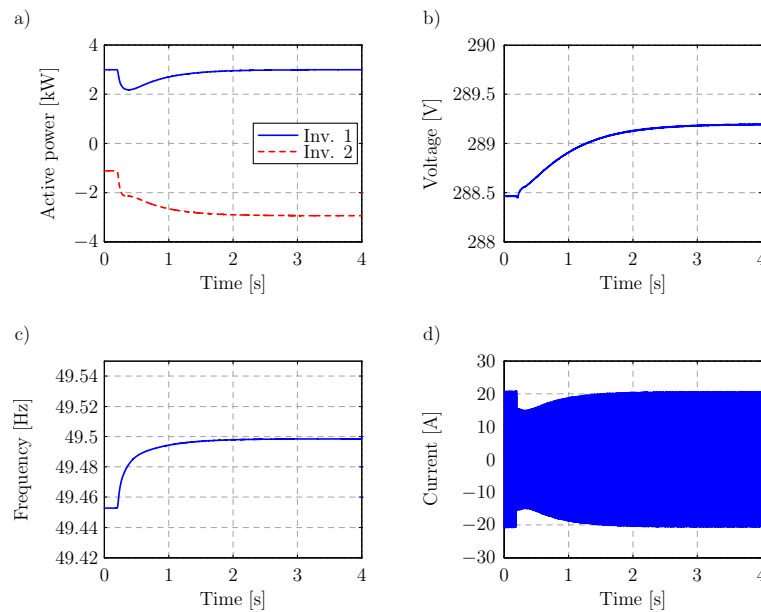 a)
Active power [kW]
4
2
0
−2
−4
Inv. 1
Inv. 2
0 1 2 3 4
Time [s]
b)
Voltage [V]
290
289.5
289
288.5
288
0 1 2 3 4
Time [s]
c)
Frequency [Hz]
49.54
49.52
49.5
49.48
49.46
49.44
49.42
0 1 2 3 4
Time [s]
d)
Current [A]
30
20
10
0
−10
−20
−30
0 1 2 3 4
Time [s]